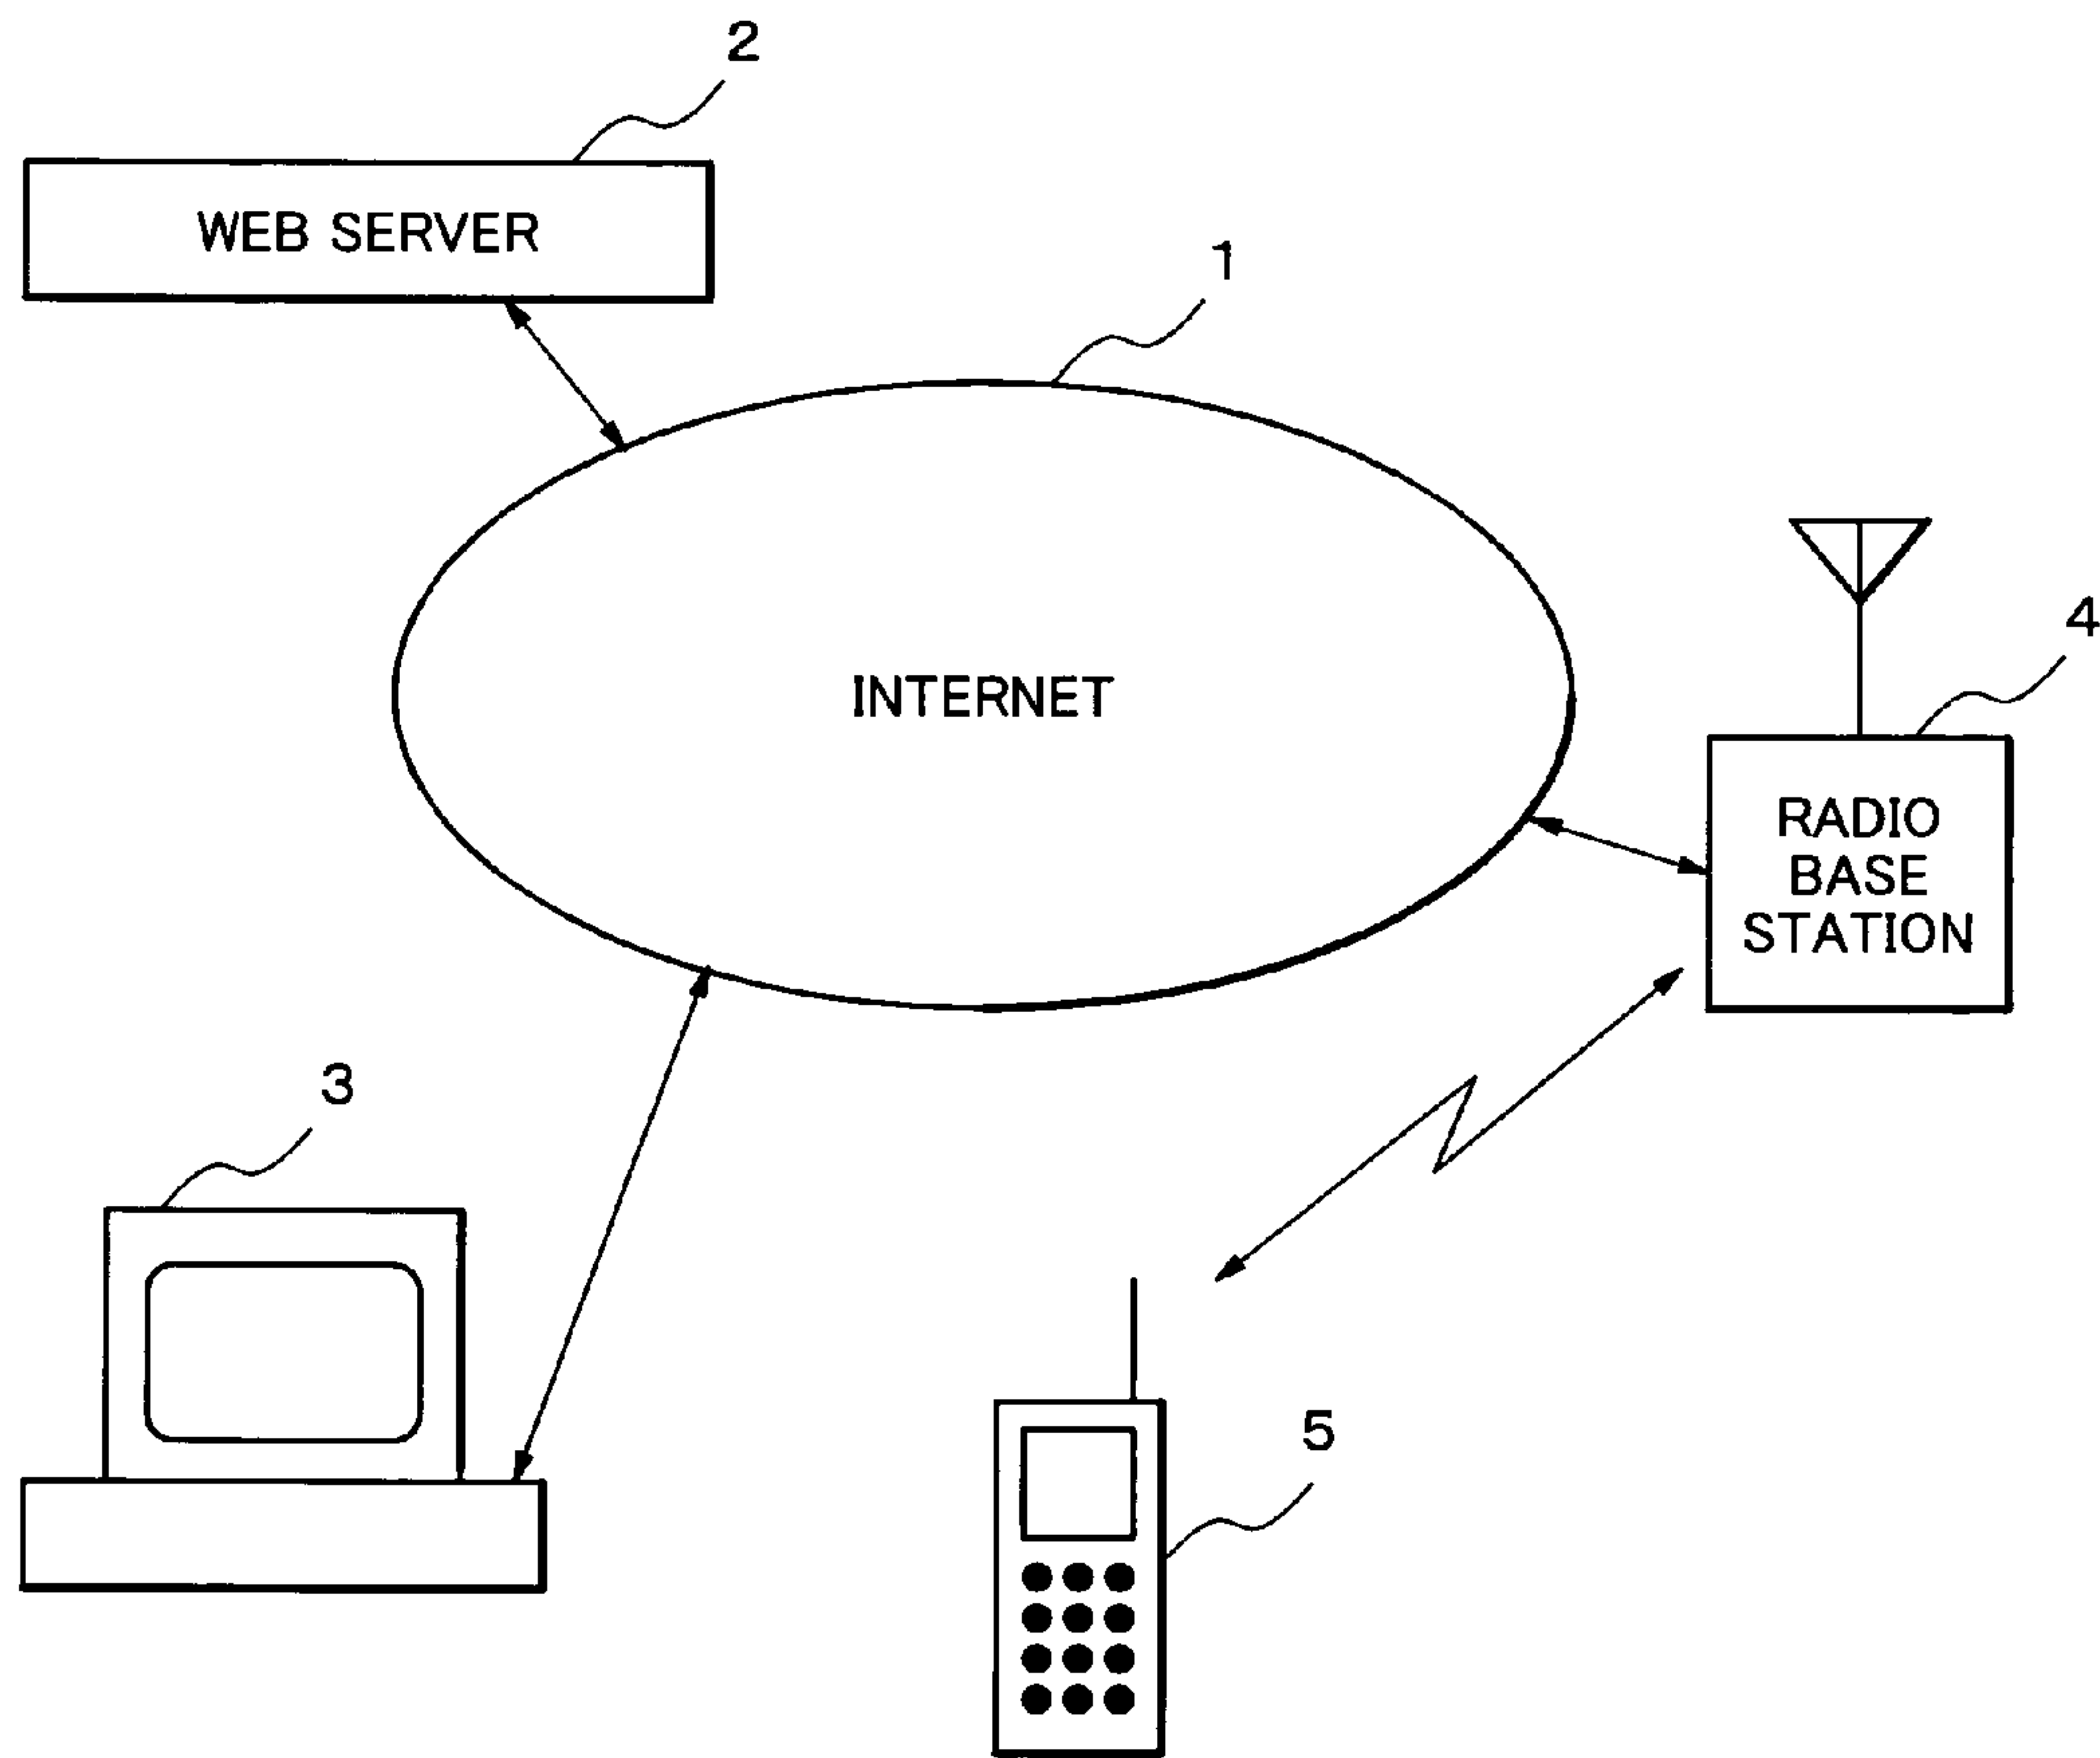 2
WEB SERVER
1
INTERNET
4
RADIO
BASE
STATION
3
5